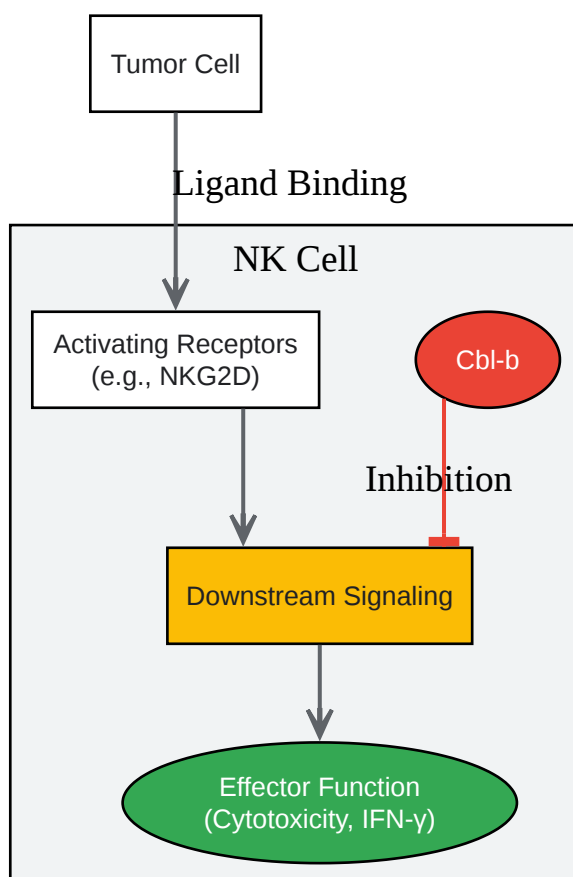 Tumor Cell
Ligand Binding
NK Cell
Activating Receptors
(e.g., NKG2D)
Cbl-b
Inhibition
Downstream Signaling
Effector Function
(Cytotoxicity, IFN-γ)